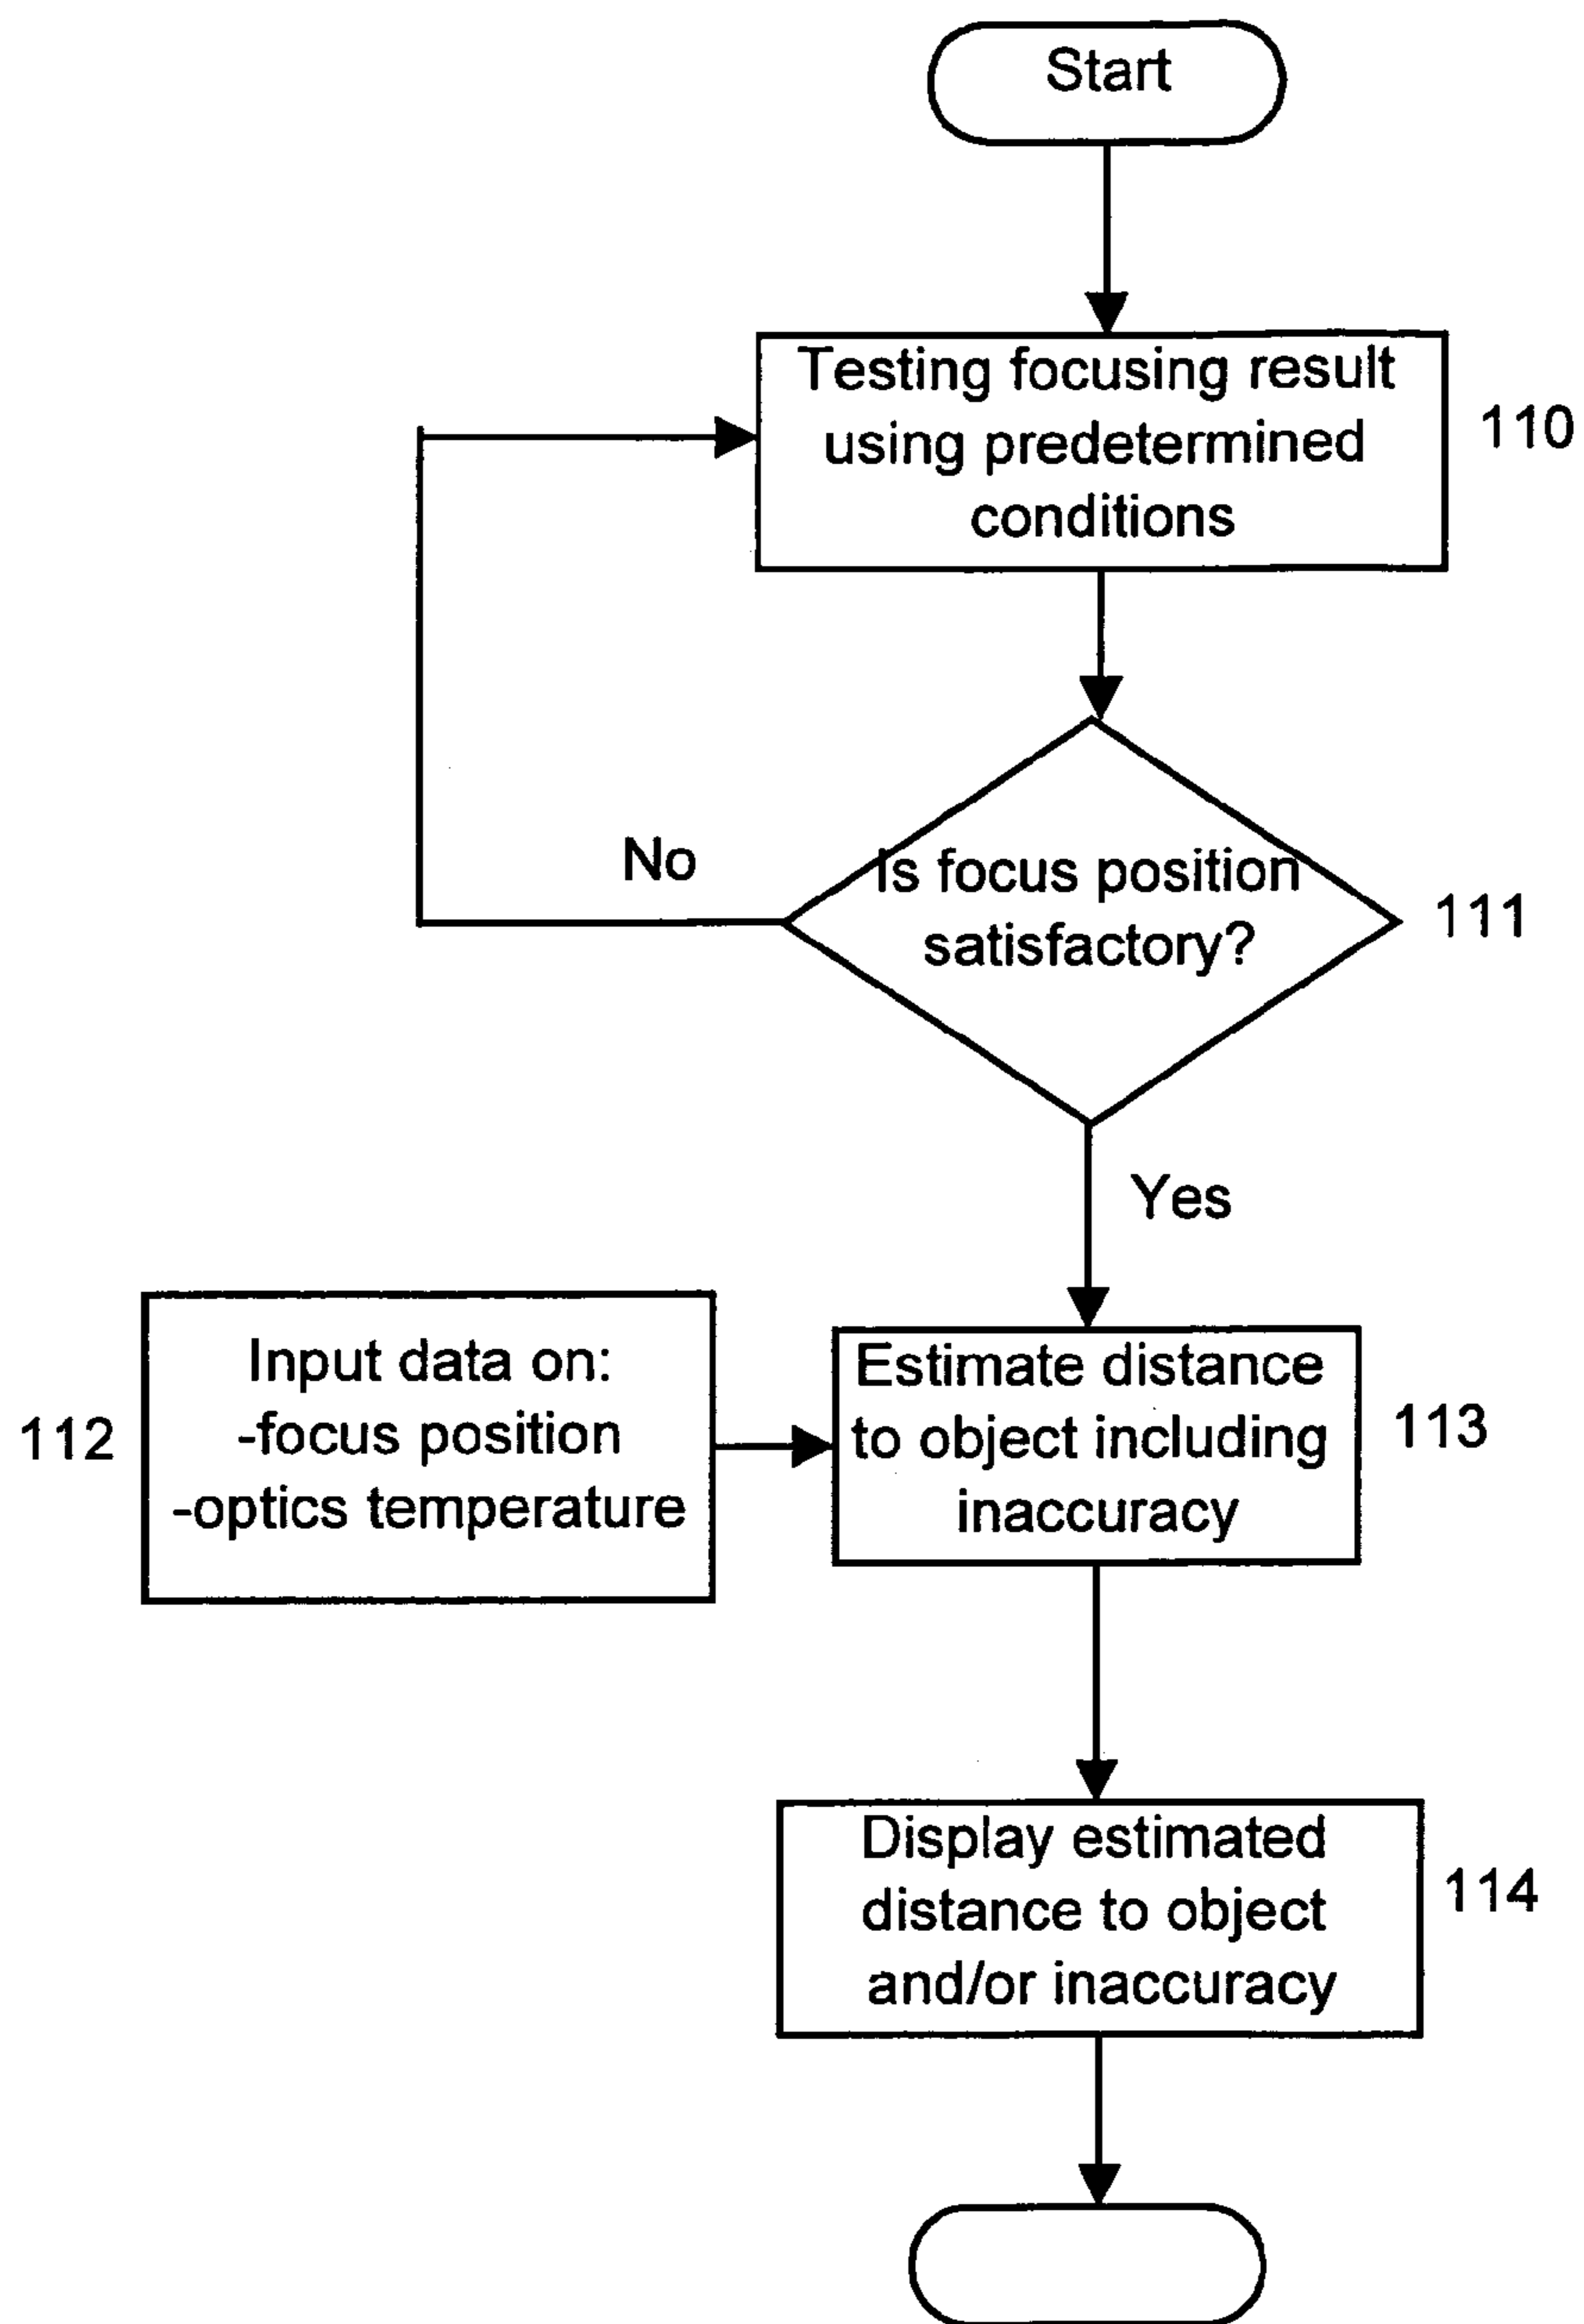 Start
Testing focusing result
using predetermined
conditions
110
No
Is focus position
satisfactory?
111
Yes
112
Input data on:
-focus position
-optics temperature
Estimate distance
to object including
inaccuracy
113
Display estimated
distance to object
and/or inaccuracy
114